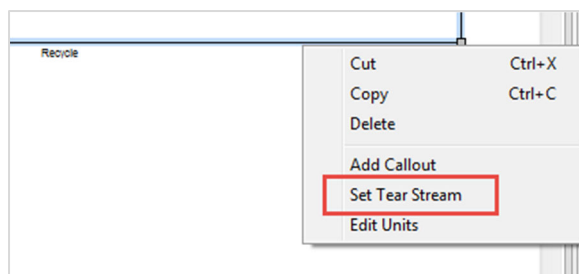 Recycle
Cut Ctrl+X
Copy Ctrl+C
Delete
Add Callout
Set Tear Stream
Edit Units